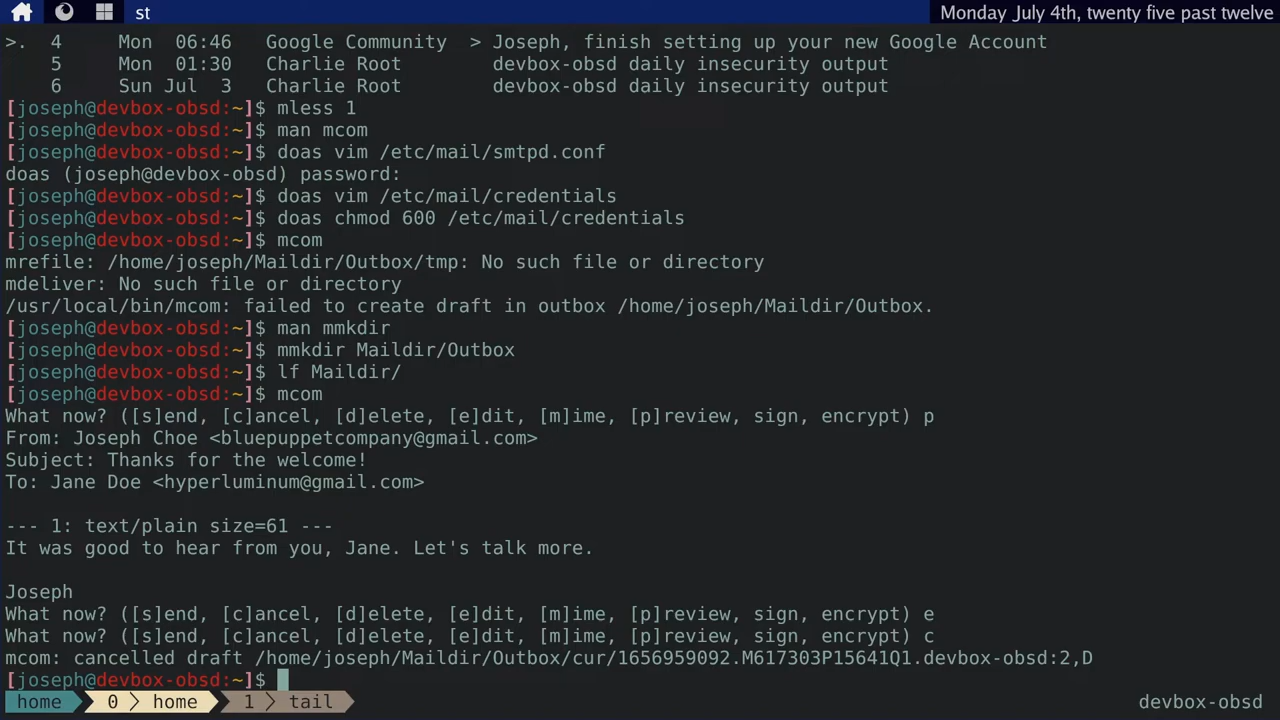 st
Monday July 4th, twenty five past twelve
>. 4 Mon 06:46 Google Community > Joseph, finish setting up your new Google Account
5 Mon 01:30 Charlie Root devbox-obsd daily insecurity output
6 Sun Jul 3 Charlie Root devbox-obsd daily insecurity output
[joseph@devbox-obsd:~]$ mless 1
[joseph@devbox-obsd:~]$ man mcom
[joseph@devbox-obsd:~]$ doas vim /etc/mail/smtpd.conf
doas (joseph@devbox-obsd) password:
[joseph@devbox-obsd:~]$ doas vim /etc/mail/credentials
[joseph@devbox-obsd:~]$ doas chmod 600 /etc/mail/credentials
[joseph@devbox-obsd:~]$ mcom
mrefile: /home/joseph/Maildir/Outbox/tmp: No such file or directory
mdeliver: No such file or directory
/usr/local/bin/mcom: failed to create draft in outbox /home/joseph/Maildir/Outbox.
[joseph@devbox-obsd:~]$ man mmkdir
[joseph@devbox-obsd:~]$ mmkdir Maildir/Outbox
[joseph@devbox-obsd:~]$ lf Maildir/
[joseph@devbox-obsd:~]$ mcom
What now? ([s]end, [c]ancel, [d]elete, [e]dit, [m]ime, [p]review, sign, encrypt) p
From: Joseph Choe <bluepuppetcompany@gmail.com>
Subject: Thanks for the welcome!
To: Jane Doe <hyperluminum@gmail.com>
--- 1: text/plain size=61 ---
It was good to hear from you, Jane. Let's talk more.
Joseph
What now? ([s]end, [c]ancel, [d]elete, [e]dit, [m]ime, [p]review, sign, encrypt) e
What now? ([s]end, [c]ancel, [d]elete, [e]dit, [m]ime, [p]review, sign, encrypt) c
mcom: cancelled draft /home/joseph/Maildir/Outbox/cur/1656959092.M617303P15641Q1.devbox-obsd:2,D
[joseph@devbox-obsd:~]$
home 0 home 1 tail devbox-obsd